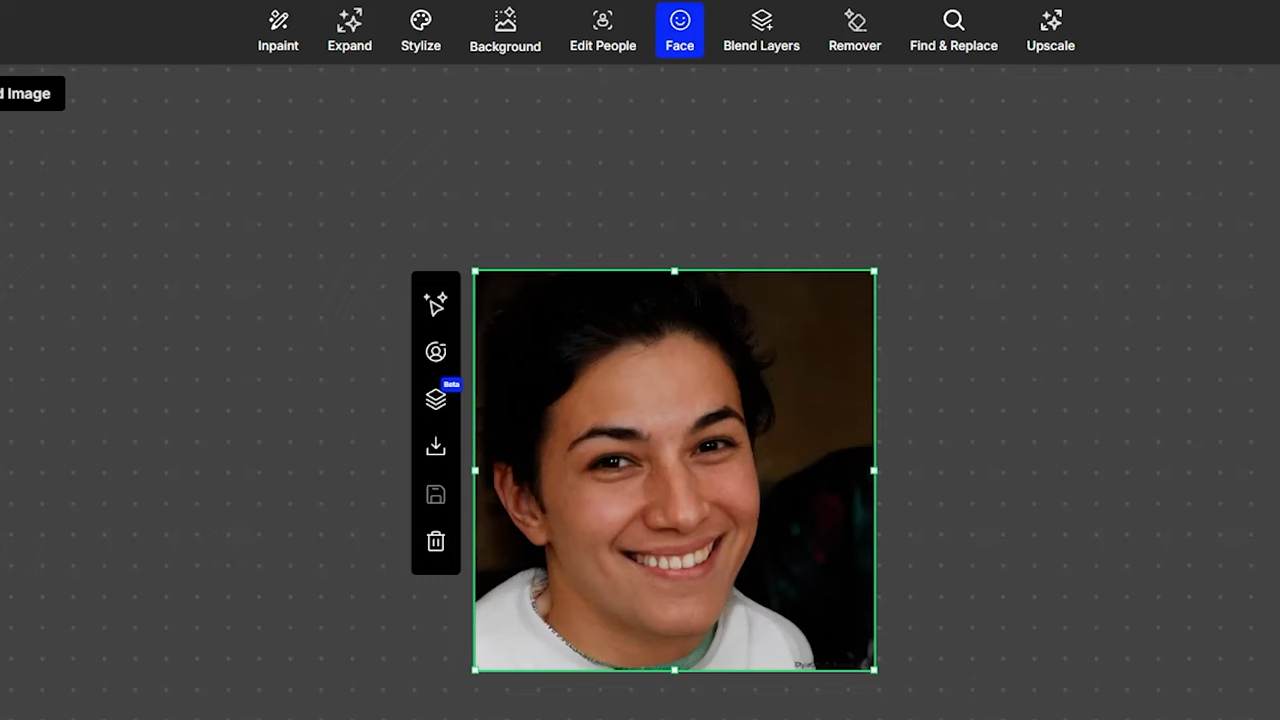 Inpaint
Expand
Stylize
Background
Edit People
Face
Blend Layers
Remover
Find & Replace
Upscale
d Image
Beta